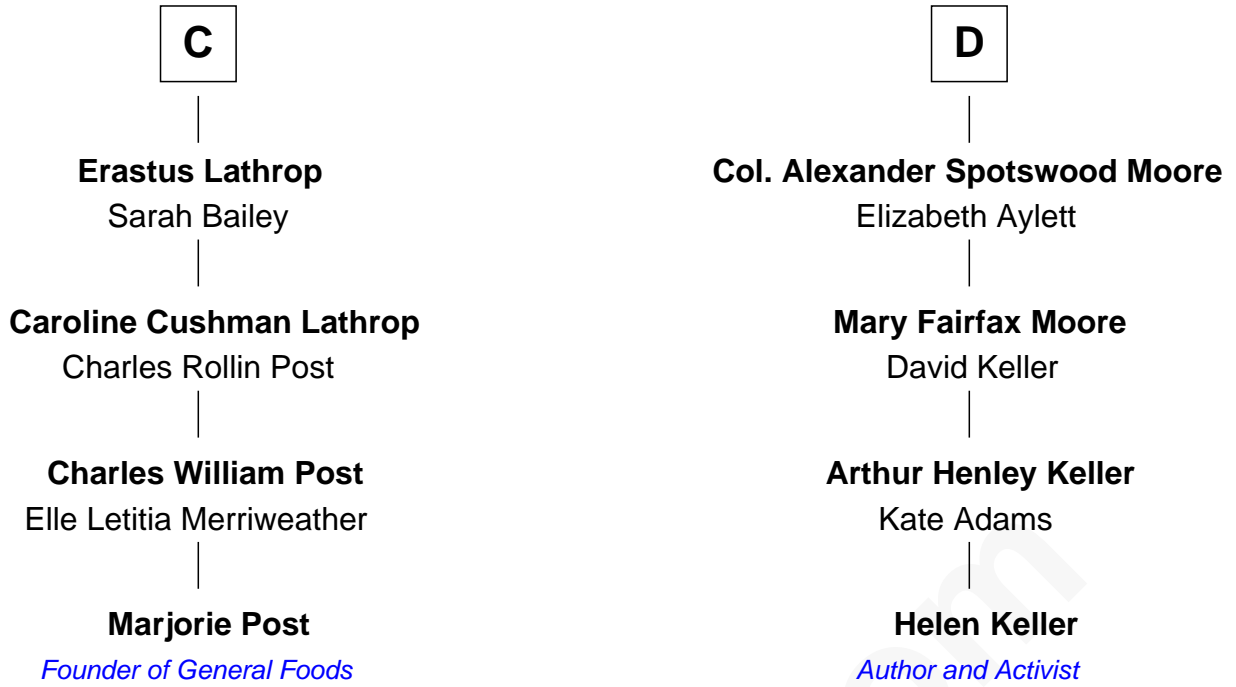 C
D
Erastus Lathrop
Sarah Bailey
Col. Alexander Spotswood Moore
Elizabeth Aylett
Caroline Cushman Lathrop
Charles Rollin Post
Mary Fairfax Moore
David Keller
Charles William Post
Elle Letitia Merriweather
Arthur Henley Keller
Kate Adams
Marjorie Post
Founder of General Foods
Helen Keller
Author and Activist